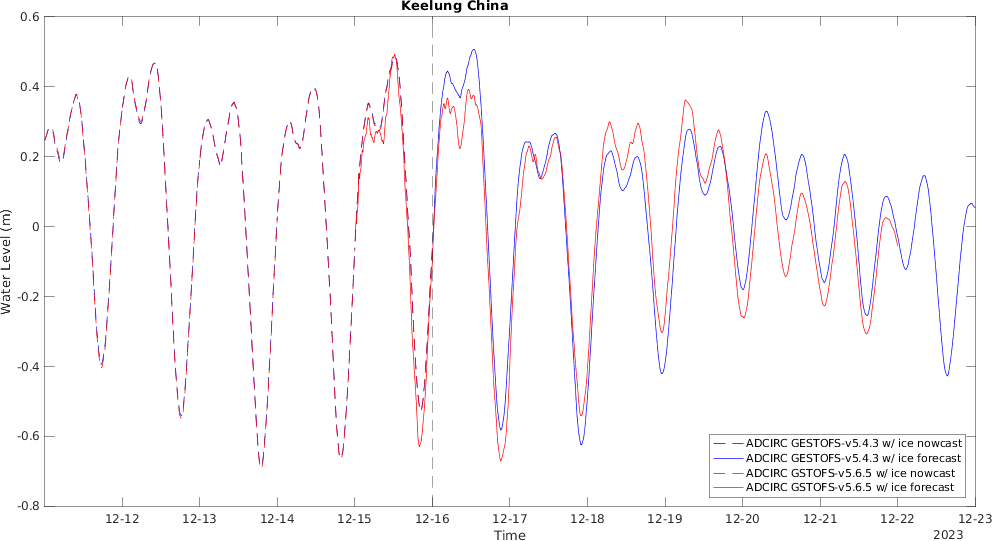 Keelung China
0.6
0.4
0.2
0
-0.2
-0.4
-0.6
-0.8
Water Level (m)
ADCIRC GESTOFS-v5.4.3 w/ ice nowcast
ADCIRC GESTOFS-v5.4.3 w/ ice forecast
ADCIRC GSTOFS-v5.6.5 w/ ice nowcast
ADCIRC GSTOFS-v5.6.5 w/ ice forecast
12-12 12-13 12-14 12-15 12-16 12-17 12-18 12-19 12-20 12-21 12-22 12-23
Time
2023